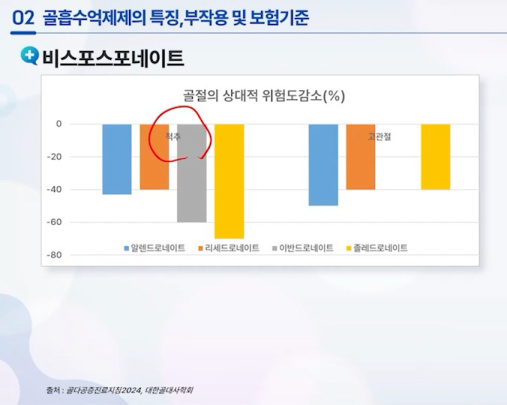 02 골흡수억제제의 특징,부작용 및 보험기준
비스포스포네이트
골절의 상대적 위험도감소(%)
0
척추
고관절
-20
-40
-60
-80
알렌드로네이트 리세드로네이트 이반드로네이트 졸레드로네이트
출처 : 골다공증진료지침2024, 대한골대사학회